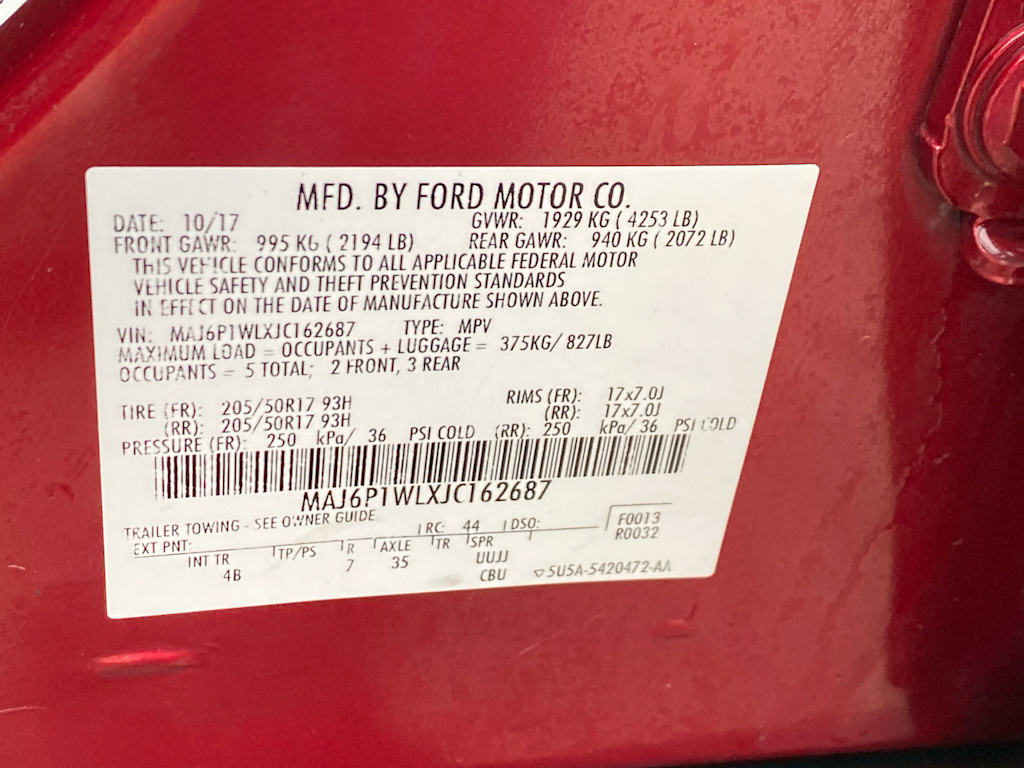 MFD. BY FORD MOTOR CO.
DATE: 10/17 GVWR: 1929 KG ( 4253 LB)
FRONT GAWR: 995 KG ( 2194 LB) REAR GAWR: 940 KG ( 2072 LB)
THIS VEHICLE CONFORMS TO ALL APPLICABLE FEDERAL MOTOR
VEHICLE SAFETY AND THEFT PREVENTION STANDARDS
IN EFFECT ON THE DATE OF MANUFACTURE SHOWN ABOVE.
VIN: MAJ6P1WLXJC162687 TYPE: MPV
MAXIMUM LOAD = OCCUPANTS + LUGGAGE = 375KG/ 827LB
OCCUPANTS = 5 TOTAL; 2 FRONT, 3 REAR
TIRE (FR): 205/50R17 93H RIMS (FR): 17x7.0J
(RR): 205/50R17 93H (RR): 17x7.0J
PRESSURE (FR): 250 kPa/ 36 PSI COLD (RR): 250 kPa/ 36 PSI COLD
MAJ6P1WLXJC162687
TRAILER TOWING - SEE OWNER GUIDE
EXT PNT: RC: 44 DSO: F0013
R0032
INT TR TP/PS R AXLE TR SPR
4B 7 35 UUJJ
CBU 5U5A-5420472-AA